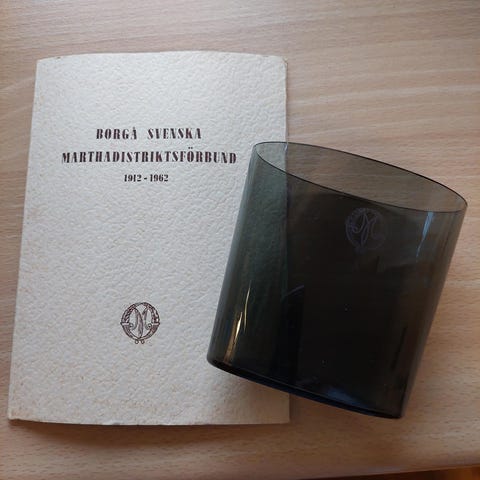 BORGÅ SVENSKA
MARTHADISTRIKTSFÖRBUND
1912-1962
M
M